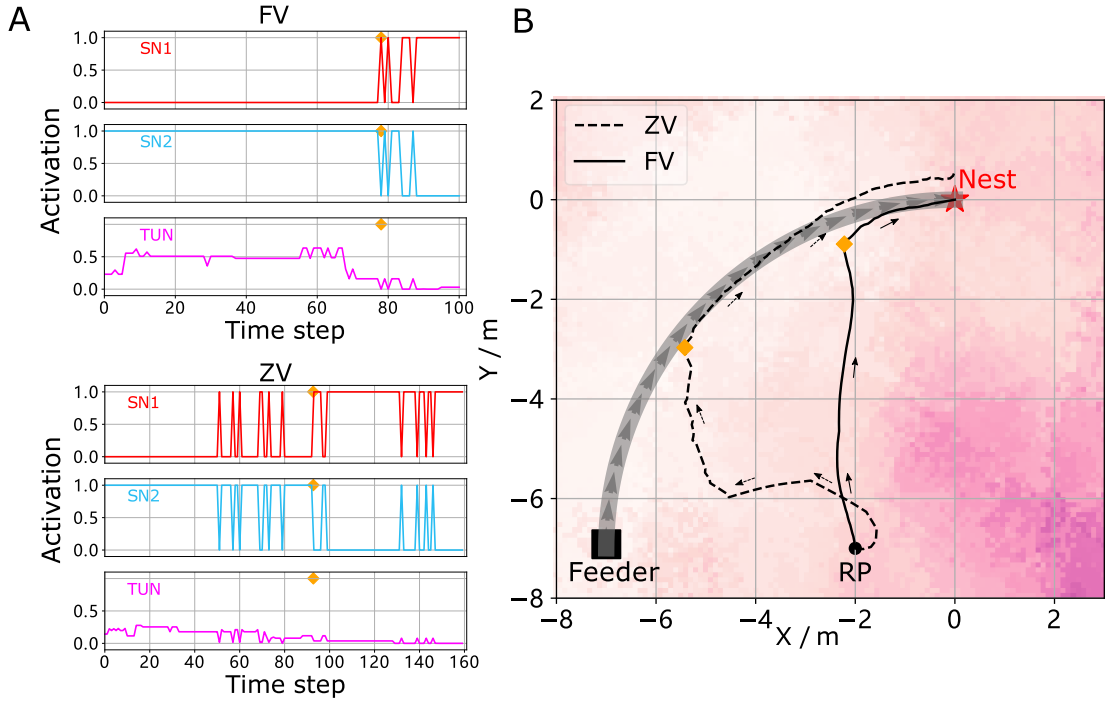 A
FV
1.0
0.5
0.0
SN1
1.0
0.5
0.0
SN2
0.5
0.0
TUN
0
20
40
60
80
100
Time step
Activation
ZV
1.0
0.5
0.0
SN1
1.0
0.5
0.0
SN2
0.5
0.0
TUN
0
20
40
60
80
100
120
140
160
Time step
Activation
B
ZV
FV
Nest
Feeder
RP
2
0
−2
−4
−6
−8
Y / m
−8
−6
−4
−2
0
2
X / m